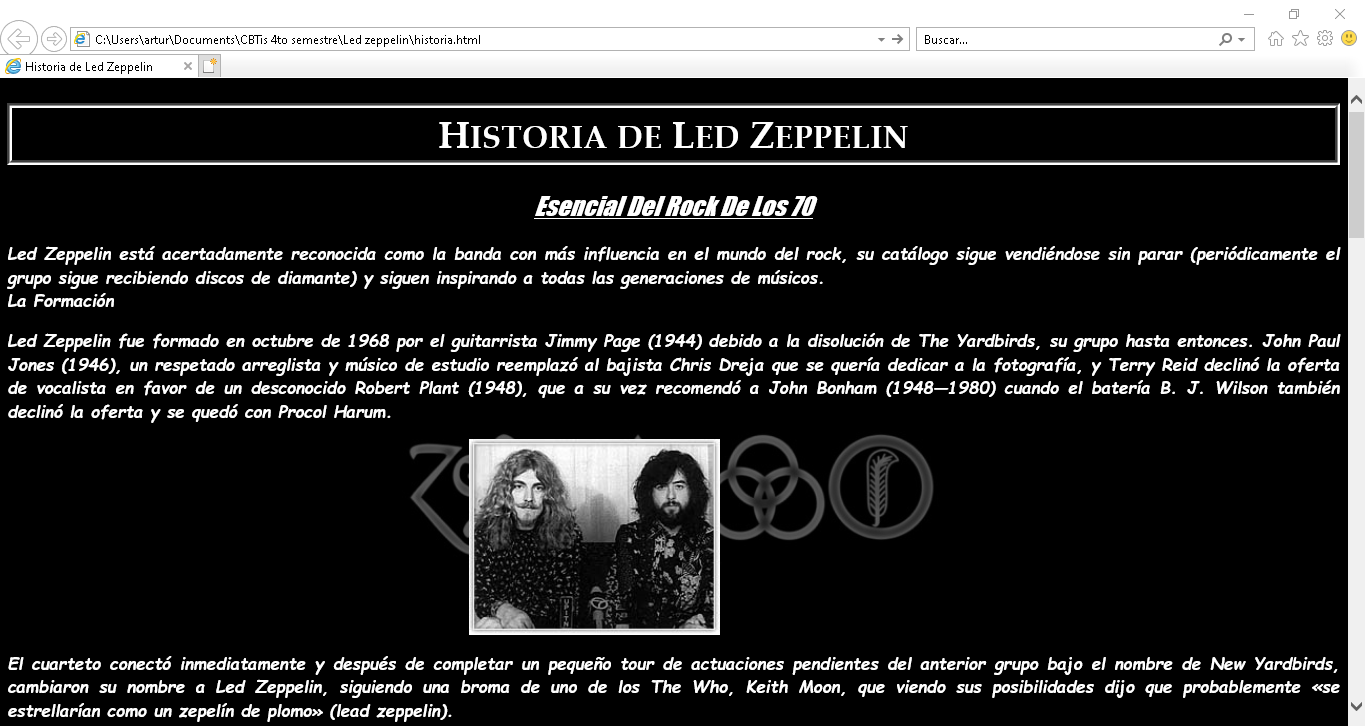 C:\Users\artur\Documents\CBTis 4to semestre\Led zeppelin\historia.html
Buscar...
Historia de Led Zeppelin
HISTORIA DE LED ZEPPELIN
Esencial Del Rock De Los 70
Led Zeppelin está acertadamente reconocida como la banda con más influencia en el mundo del rock, su catálogo sigue vendiéndose sin parar (periódicamente el
grupo sigue recibiendo discos de diamante) y siguen inspirando a todas las generaciones de músicos.
La Formación
Led Zeppelin fue formado en octubre de 1968 por el guitarrista Jimmy Page (1944) debido a la disolución de The Yardbirds, su grupo hasta entonces. John Paul
Jones (1946), un respetado arreglista y músico de estudio reemplazó al bajista Chris Dreja que se quería dedicar a la fotografía, y Terry Reid declinó la oferta
de vocalista en favor de un desconocido Robert Plant (1948), que a su vez recomendó a John Bonham (1948—1980) cuando el batería B. J. Wilson también
declinó la oferta y se quedó con Procol Harum.
El cuarteto conectó inmediatamente y después de completar un pequeño tour de actuaciones pendientes del anterior grupo bajo el nombre de New Yardbirds,
cambiaron su nombre a Led Zeppelin, siguiendo una broma de uno de los The Who, Keith Moon, que viendo sus posibilidades dijo que probablemente «se
estrellarían como un zepelín de plomo» (lead zeppelin).